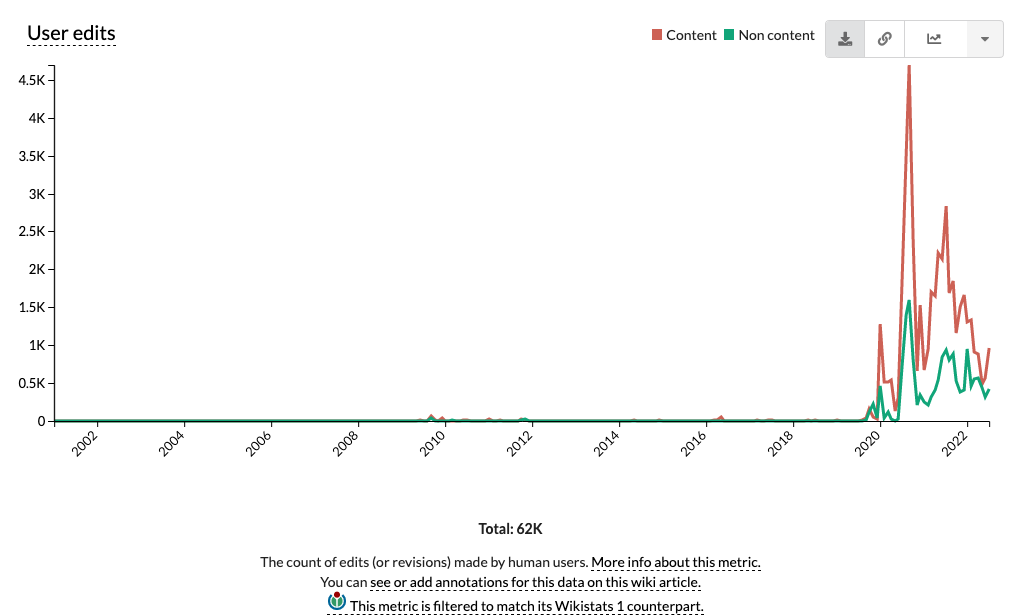 User edits
Content Non content
4.5K
4K
3.5K
3K
2.5K
2K
1.5K
1K
0.5K
0
2002 2004 2006 2008 2010 2012 2014 2016 2018 2020 2022
Total: 62K
The count of edits (or revisions) made by human users. More info about this metric.
You can see or add annotations for this data on this wiki article.
This metric is filtered to match its Wikistats 1 counterpart.